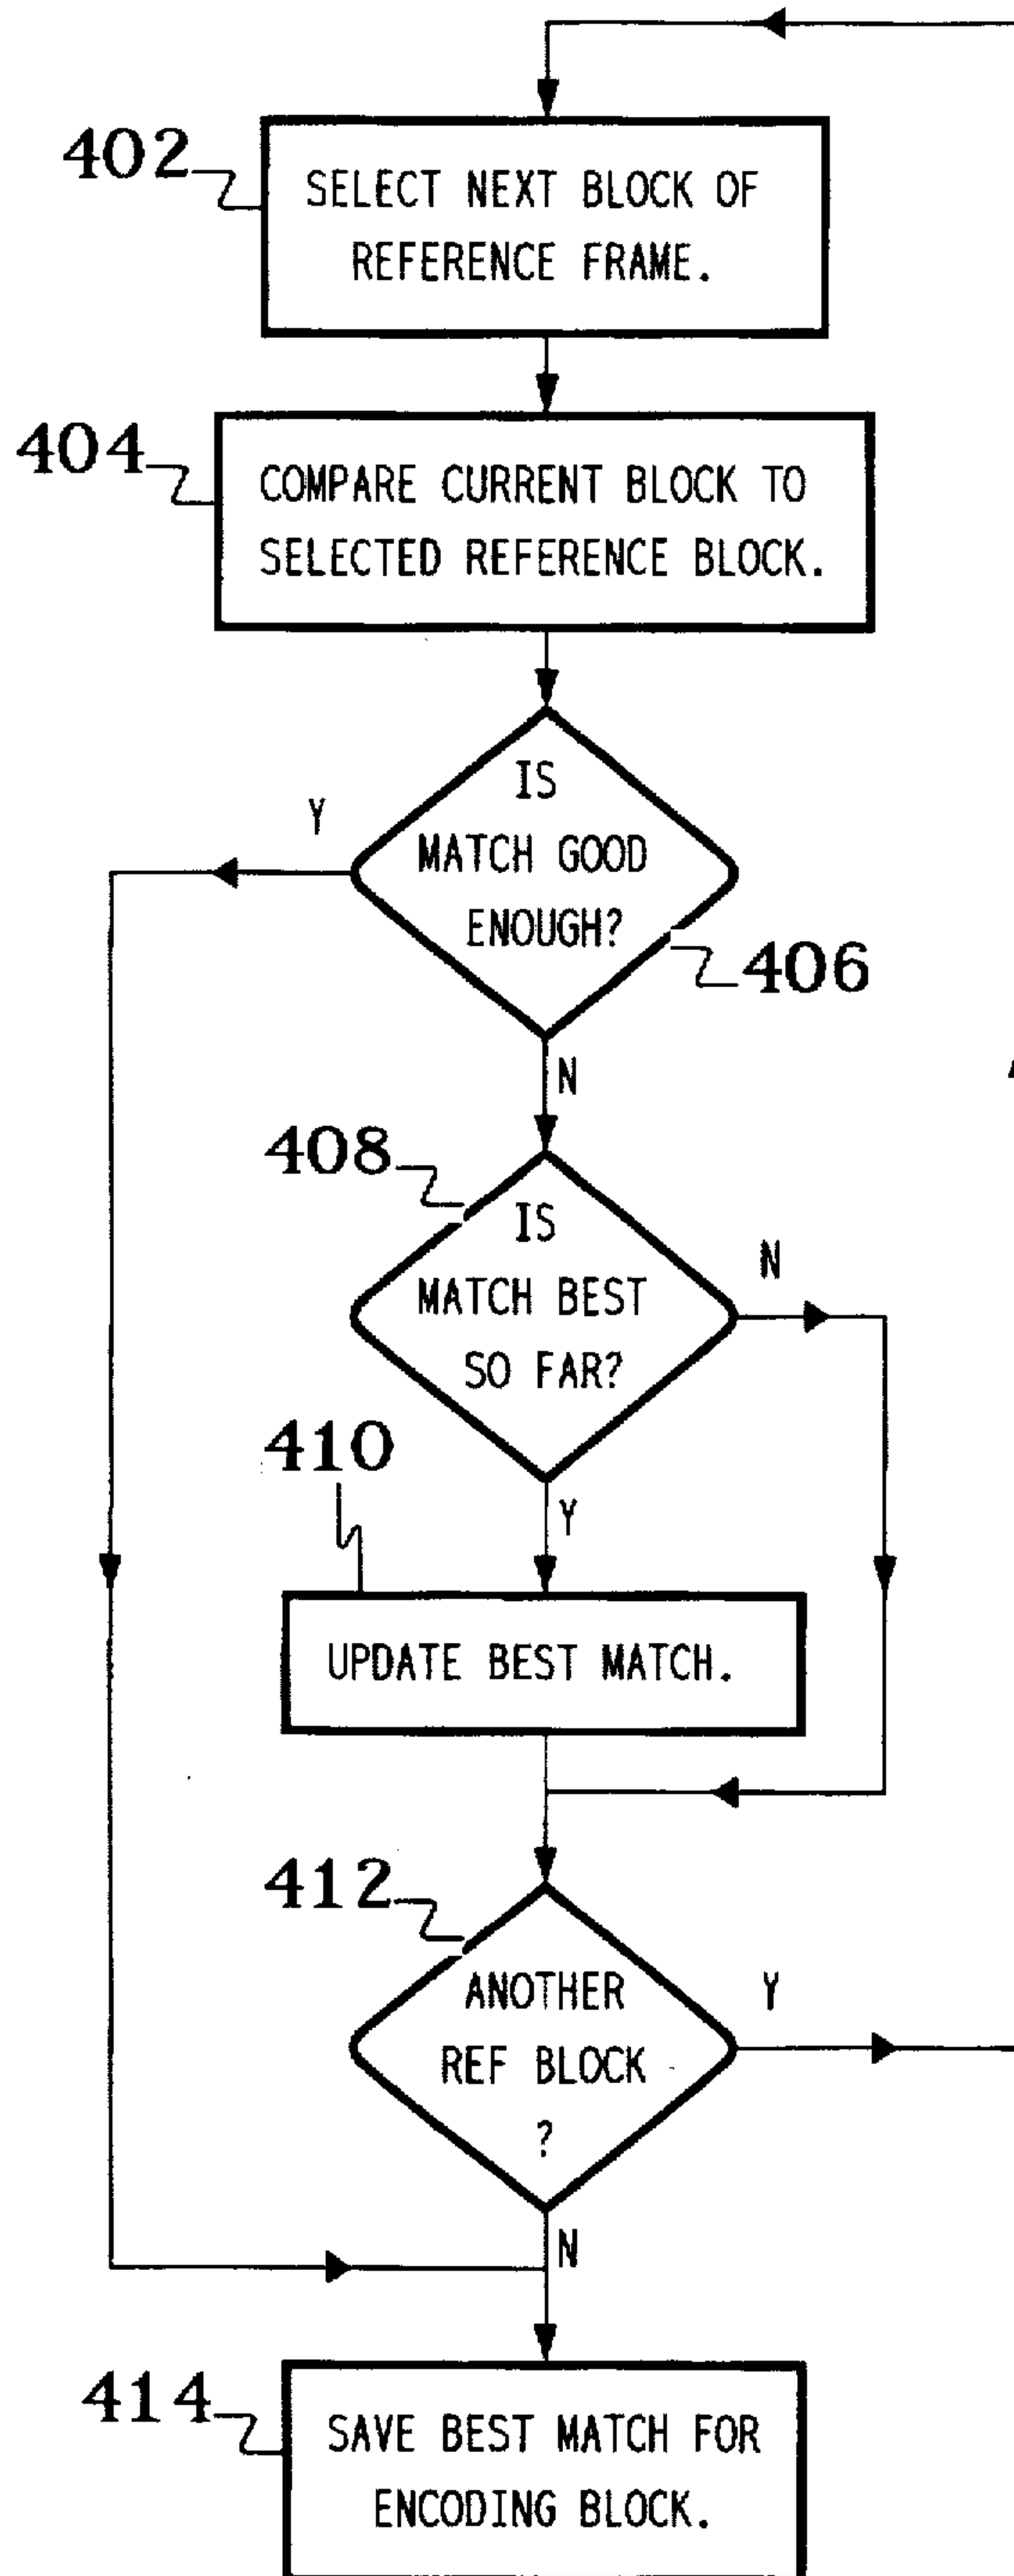 402
SELECT NEXT BLOCK OF
REFERENCE FRAME.
404
COMPARE CURRENT BLOCK TO
SELECTED REFERENCE BLOCK.
Y
IS
MATCH GOOD
ENOUGH?
406
N
408
IS
MATCH BEST
SO FAR?
N
410
Y
UPDATE BEST MATCH.
412
ANOTHER
REF BLOCK
?
Y
N
414
SAVE BEST MATCH FOR
ENCODING BLOCK.